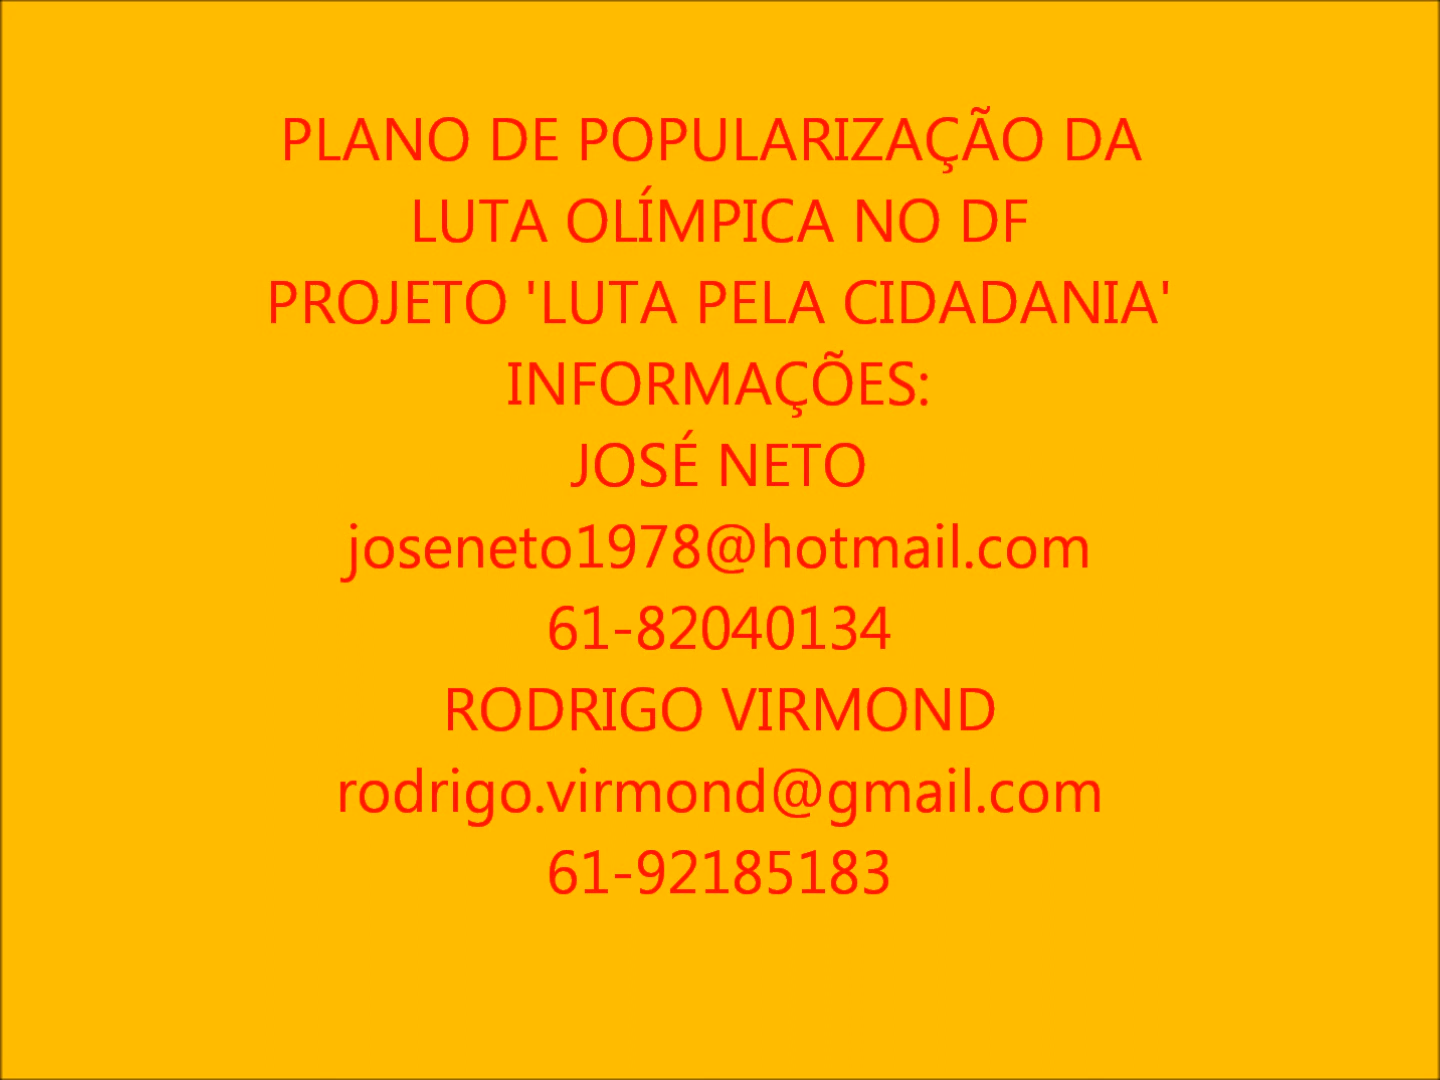 PLANO DE POPULARIZAÇÃO DA
LUTA OLÍMPICA NO DF
PROJETO 'LUTA PELA CIDADANIA'
INFORMAÇÕES:
JOSÉ NETO
joseneto1978@hotmail.com
61-82040134
RODRIGO VIRMOND
rodrigo.virmond@gmail.com
61-92185183